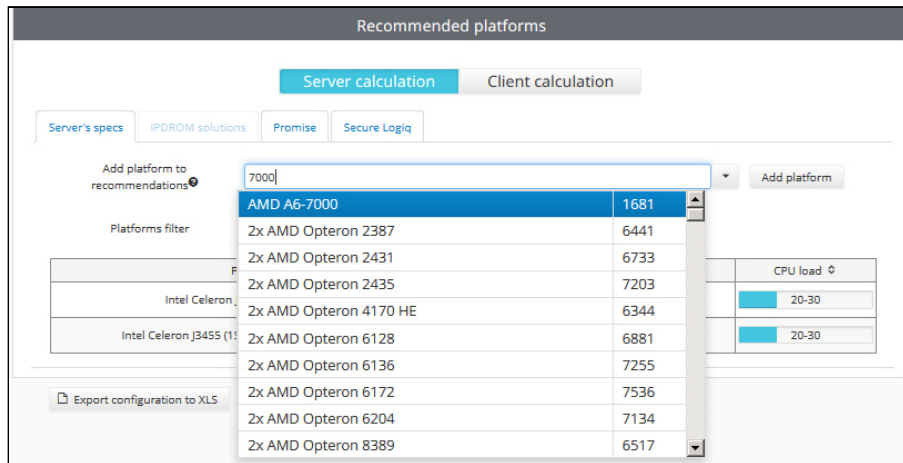 Recommended platforms
Server calculation Client calculation
Server's specs IPDROM solutions Promise Secure Logiq
Add platform to
recommendations
7000
Add platform
AMD A6-7000 1681
Platforms filter
2x AMD Opteron 2387 6441
2x AMD Opteron 2431 6733
2x AMD Opteron 2435 7203
CPU load
Intel Celeron
2x AMD Opteron 4170 HE 6344
20-30
Intel Celeron J3455
2x AMD Opteron 6128 6881
20-30
2x AMD Opteron 6136 7255
2x AMD Opteron 6172 7536
Export configuration to XLS
2x AMD Opteron 6204 7134
2x AMD Opteron 8389 6517